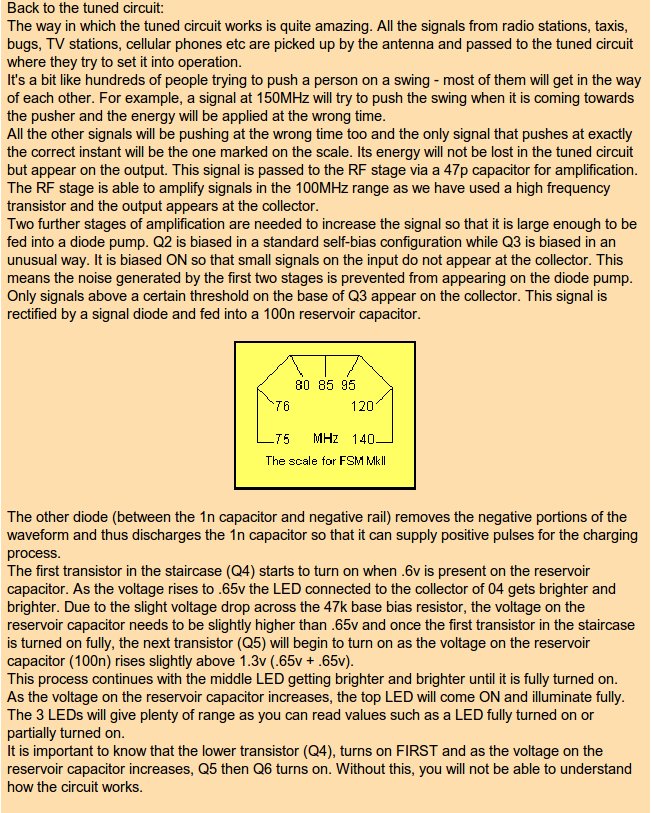 Back to the tuned circuit:
The way in which the tuned circuit works is quite amazing. All the signals from radio stations, taxis,
bugs, TV stations, cellular phones etc are picked up by the antenna and passed to the tuned circuit
where they try to set it into operation.
It's a bit like hundreds of people trying to push a person on a swing - most of them will get in the way
of each other. For example, a signal at 150MHz will try to push the swing when it is coming towards
the pusher and the energy will be applied at the wrong time.
All the other signals will be pushing at the wrong time too and the only signal that pushes at exactly
the correct instant will be the one marked on the scale. Its energy will not be lost in the tuned circuit
but appear on the output. This signal is passed to the RF stage via a 47p capacitor for amplification.
The RF stage is able to amplify signals in the 100MHz range as we have used a high frequency
transistor and the output appears at the collector.
Two further stages of amplification are needed to increase the signal so that it is large enough to be
fed into a diode pump. Q2 is biased in a standard self-bias configuration while Q3 is biased in an
unusual way. It is biased ON so that small signals on the input do not appear at the collector. This
means the noise generated by the first two stages is prevented from appearing on the diode pump.
Only signals above a certain threshold on the base of Q3 appear on the collector. This signal is
rectified by a signal diode and fed into a 100n reservoir capacitor.
80 85 95
76 120
75 MHz 140
The scale for FSM MkII
The other diode (between the 1n capacitor and negative rail) removes the negative portions of the
waveform and thus discharges the 1n capacitor so that it can supply positive pulses for the charging
process.
The first transistor in the staircase (Q4) starts to turn on when .6v is present on the reservoir
capacitor. As the voltage rises to .65v the LED connected to the collector of 04 gets brighter and
brighter. Due to the slight voltage drop across the 47k base bias resistor, the voltage on the
reservoir capacitor needs to be slightly higher than .65v and once the first transistor in the staircase
is turned on fully, the next transistor (Q5) will begin to turn on as the voltage on the reservoir
capacitor (100n) rises slightly above 1.3v (.65v + .65v).
This process continues with the middle LED getting brighter and brighter until it is fully turned on.
As the voltage on the reservoir capacitor increases, the top LED will come ON and illuminate fully.
The 3 LEDs will give plenty of range as you can read values such as a LED fully turned on or
partially turned on.
It is important to know that the lower transistor (Q4), turns on FIRST and as the voltage on the
reservoir capacitor increases, Q5 then Q6 turns on. Without this, you will not be able to understand
how the circuit works.